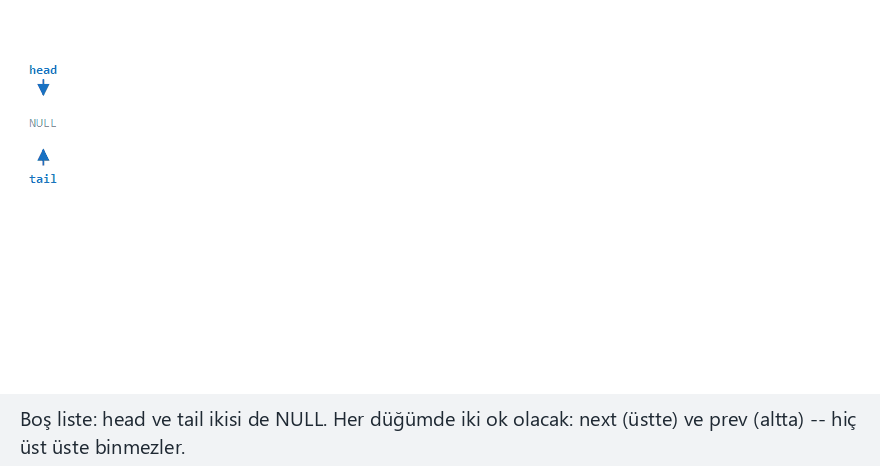 head
NULL
tail
Boş liste: head ve tail ikisi de NULL. Her düğümde iki ok olacak: next (üstte) ve prev (altta) -- hiç
üst üste binmezler.